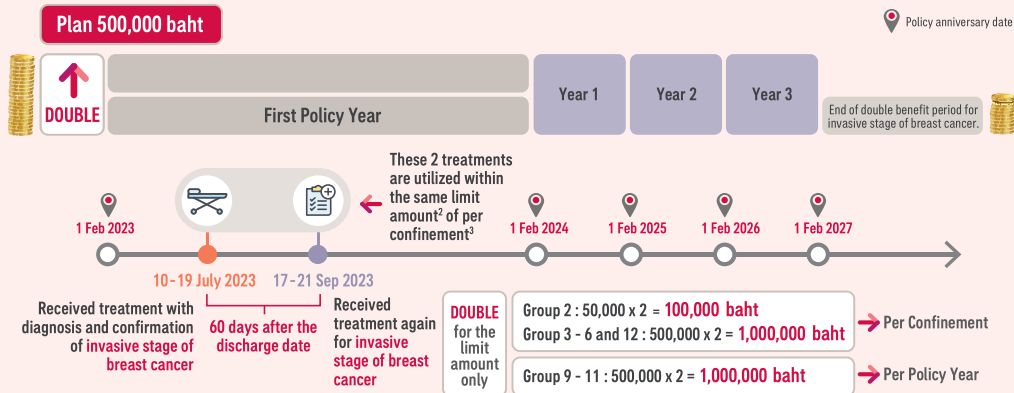 Plan 500,000 baht
Policy anniversary date
DOUBLE
First Policy Year
Year 1
Year 2
Year 3
End of double benefit period for
invasive stage of breast cancer.
These 2 treatments
are utilized within
the same limit
amount² of per
confinement³
1 Feb 2023
1 Feb 2024
1 Feb 2025
1 Feb 2026
1 Feb 2027
10-19 July 2023
17-21 Sep 2023
Received treatment with
diagnosis and confirmation
of invasive stage of
breast cancer
60 days after the
discharge date
Received
treatment again
for invasive
stage of breast
cancer
DOUBLE
for the
limit
amount
only
Group 2 : 50,000 x 2 = 100,000 baht
Group 3 - 6 and 12 : 500,000 x 2 = 1,000,000 baht
Per Confinement
Group 9 - 11 : 500,000 x 2 = 1,000,000 baht
Per Policy Year